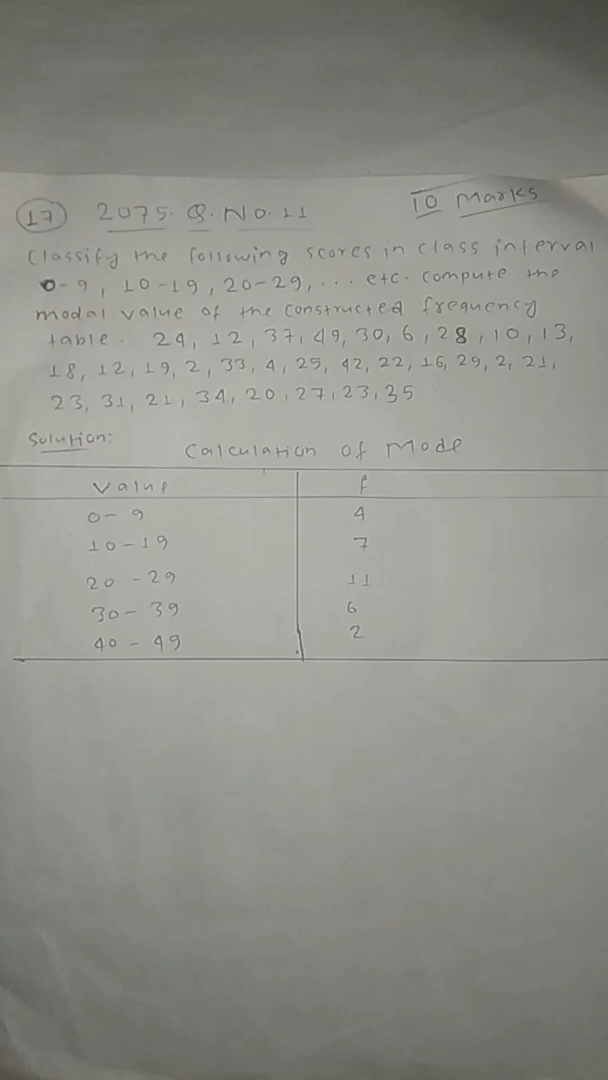 17 2075. Q. No. 11 10 Marks
Classify the following scores in class interval
0-9, 10-19, 20-29, ... etc. compute the
modal value of the constructed frequency
table. 24, 12, 37, 49, 30, 6, 28, 10, 13,
18, 12, 19, 2, 33, 4, 25, 42, 22, 16, 29, 2, 21,
23, 31, 21, 34, 20, 27, 23, 35
Solution: Calculation of Mode
Value f
0-9 4
10-19 7
20-29 11
30-39 6
40-49 2